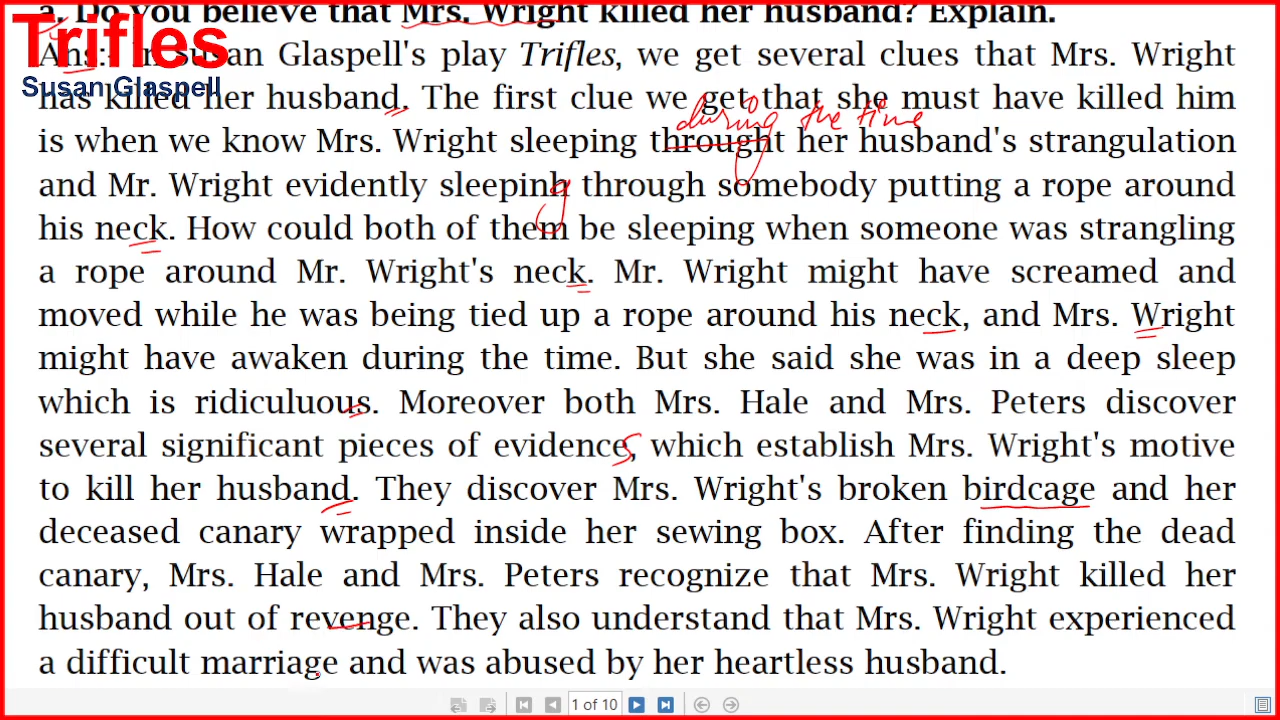 a. Do you believe that Mrs. Wright killed her husband? Explain.
Trifles
Ans:- In Susan Glaspell's play Trifles, we get several clues that Mrs. Wright
Susan Glaspell
has killed her husband. The first clue we get that she must have killed him
during the time
is when we know Mrs. Wright sleeping throught her husband's strangulation
and Mr. Wright evidently sleepinh through somebody putting a rope around
g
his neck. How could both of them be sleeping when someone was strangling
a rope around Mr. Wright's neck. Mr. Wright might have screamed and
moved while he was being tied up a rope around his neck, and Mrs. Wright
might have awaken during the time. But she said she was in a deep sleep
which is ridiculuous. Moreover both Mrs. Hale and Mrs. Peters discover
several significant pieces of evidence, which establish Mrs. Wright's motive
s
to kill her husband. They discover Mrs. Wright's broken birdcage and her
deceased canary wrapped inside her sewing box. After finding the dead
canary, Mrs. Hale and Mrs. Peters recognize that Mrs. Wright killed her
husband out of revenge. They also understand that Mrs. Wright experienced
a difficult marriage and was abused by her heartless husband.
1 of 10